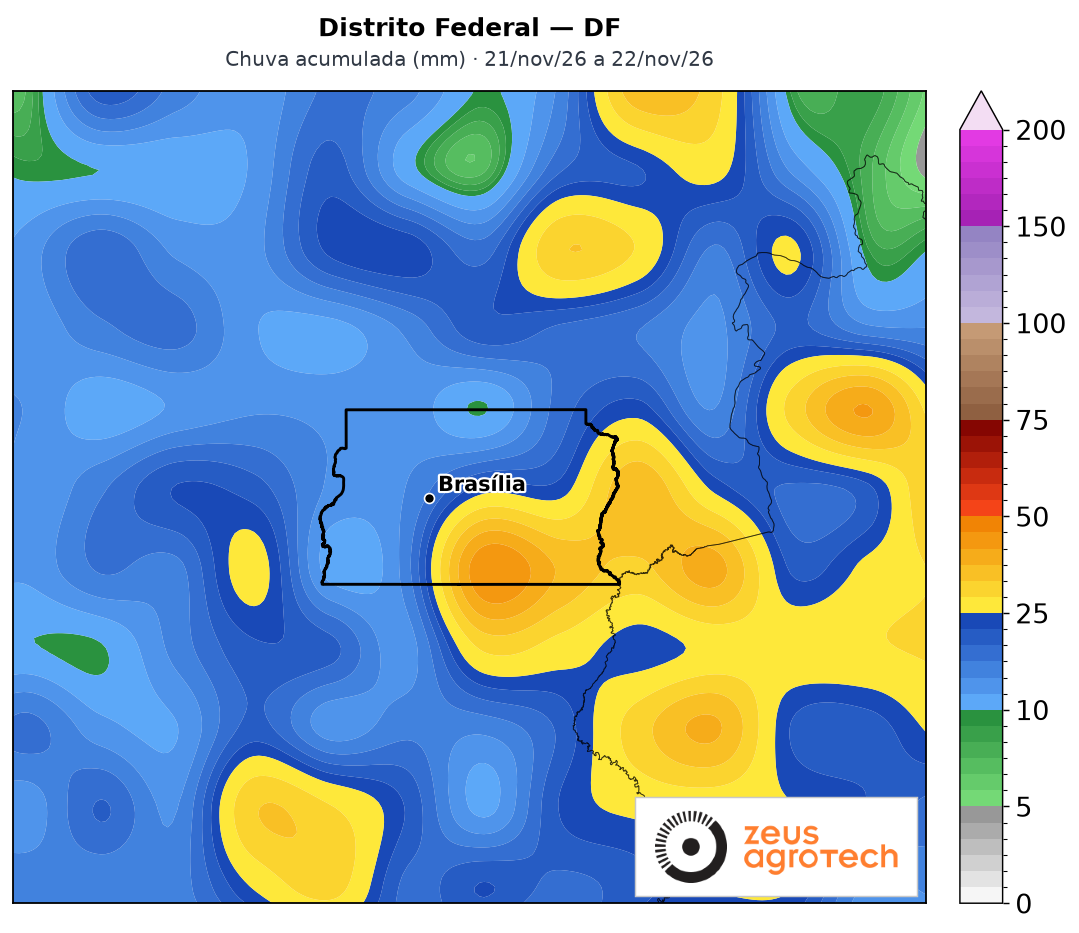 Distrito Federal — DF
Chuva acumulada (mm) · 21/nov/26 a 22/nov/26
Brasília
200
150
100
75
50
25
10
5
0
zeus
agrotech